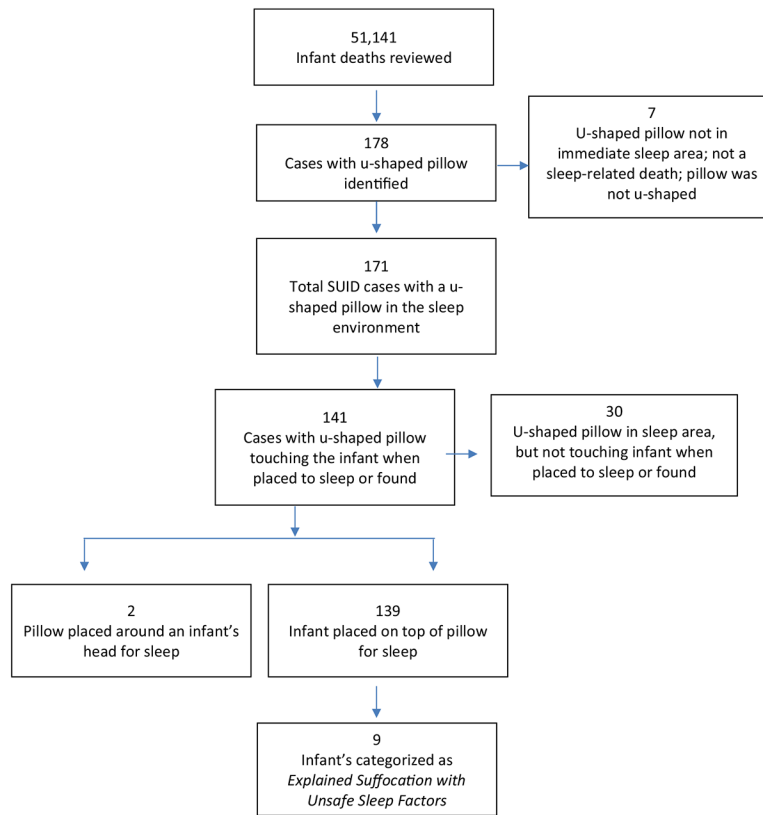 51,141
Infant deaths reviewed
178
Cases with u-shaped pillow
identified
7
U-shaped pillow not in
immediate sleep area; not a
sleep-related death; pillow was
not u-shaped
171
Total SUID cases with a u-
shaped pillow in the sleep
environment
141
Cases with u-shaped pillow
touching the infant when
placed to sleep or found
30
U-shaped pillow in sleep area,
but not touching infant when
placed to sleep or found
2
Pillow placed around an infant’s
head for sleep
139
Infant placed on top of pillow
for sleep
9
Infant’s categorized as
Explained Suffocation with
Unsafe Sleep Factors